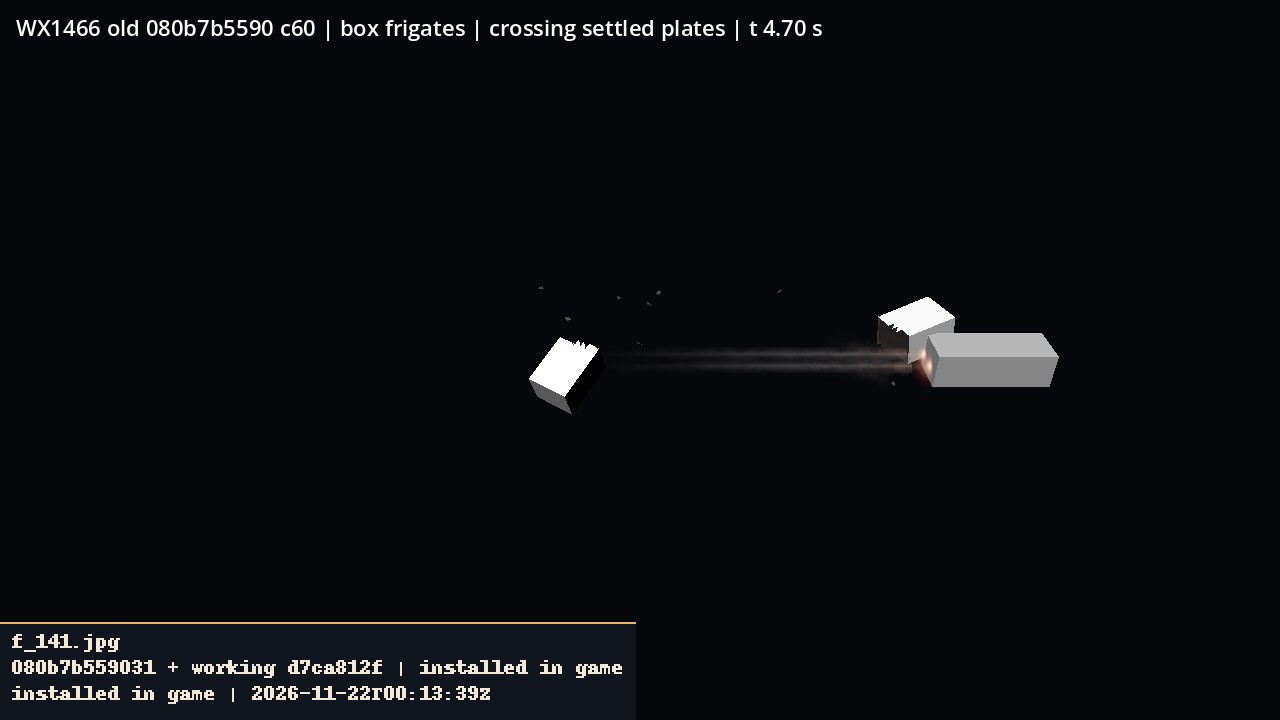 WX1466 old 080b7b5590 c60 | box frigates | crossing settled plates | t 4.70 s
f_141.jpg
080b7b559031 + working d7ca812f | installed in game
installed in game | 2026-11-22T00:13:39Z